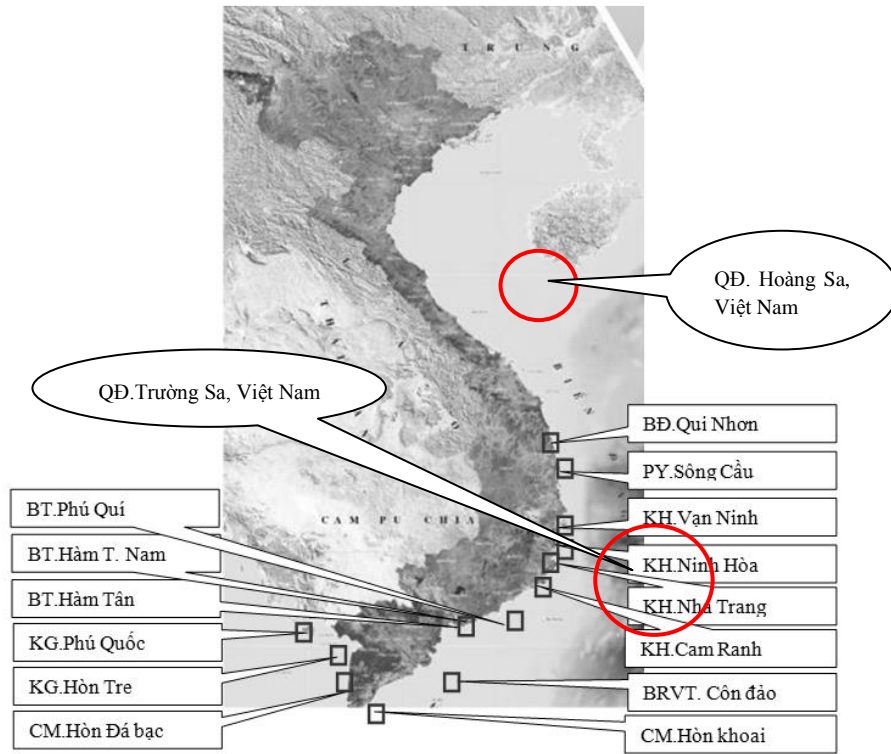 T R U N G
QĐ. Hoàng Sa,
Việt Nam
BIỂN
QĐ.Trường Sa, Việt Nam
CAM PU CHIA
BĐ.Qui Nhơn
PY.Sông Cầu
KH.Vạn Ninh
KH.Ninh Hòa
KH.Nha Trang
KH.Cam Ranh
BRVT. Côn đảo
CM.Hòn khoai
BT.Phú Quí
BT.Hàm T. Nam
BT.Hàm Tân
KG.Phú Quốc
KG.Hòn Tre
CM.Hòn Đá bạc